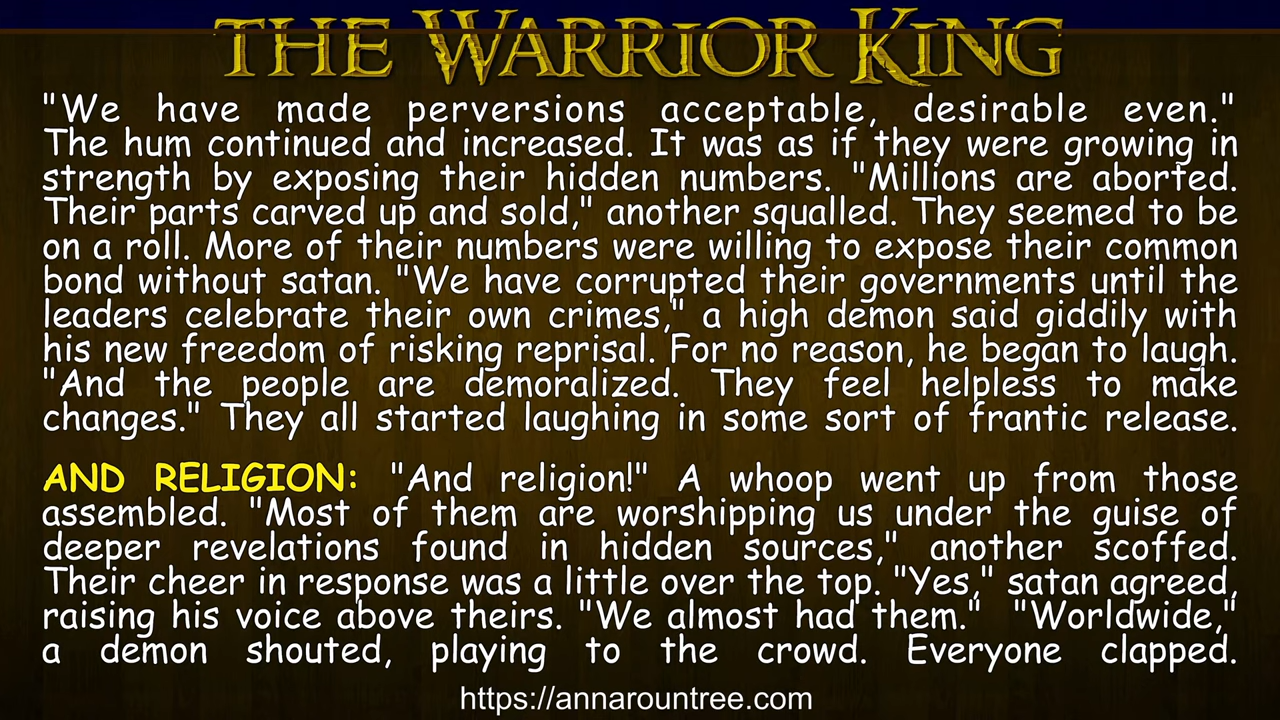 THE WARRIOR KING
"We have made perversions acceptable, desirable even."
The hum continued and increased. It was as if they were growing in
strength by exposing their hidden numbers. "Millions are aborted.
Their parts carved up and sold," another squalled. They seemed to be
on a roll. More of their numbers were willing to expose their common
bond without satan. "We have corrupted their governments until the
leaders celebrate their own crimes," a high demon said giddily with
his new freedom of risking reprisal. For no reason, he began to laugh.
"And the people are demoralized. They feel helpless to make
changes." They all started laughing in some sort of frantic release.
AND RELIGION: "And religion!" A whoop went up from those
assembled. "Most of them are worshipping us under the guise of
deeper revelations found in hidden sources," another scoffed.
Their cheer in response was a little over the top. "Yes," satan agreed,
raising his voice above theirs. "We almost had them." "Worldwide,"
a demon shouted, playing to the crowd. Everyone clapped.
https://annarountree.com